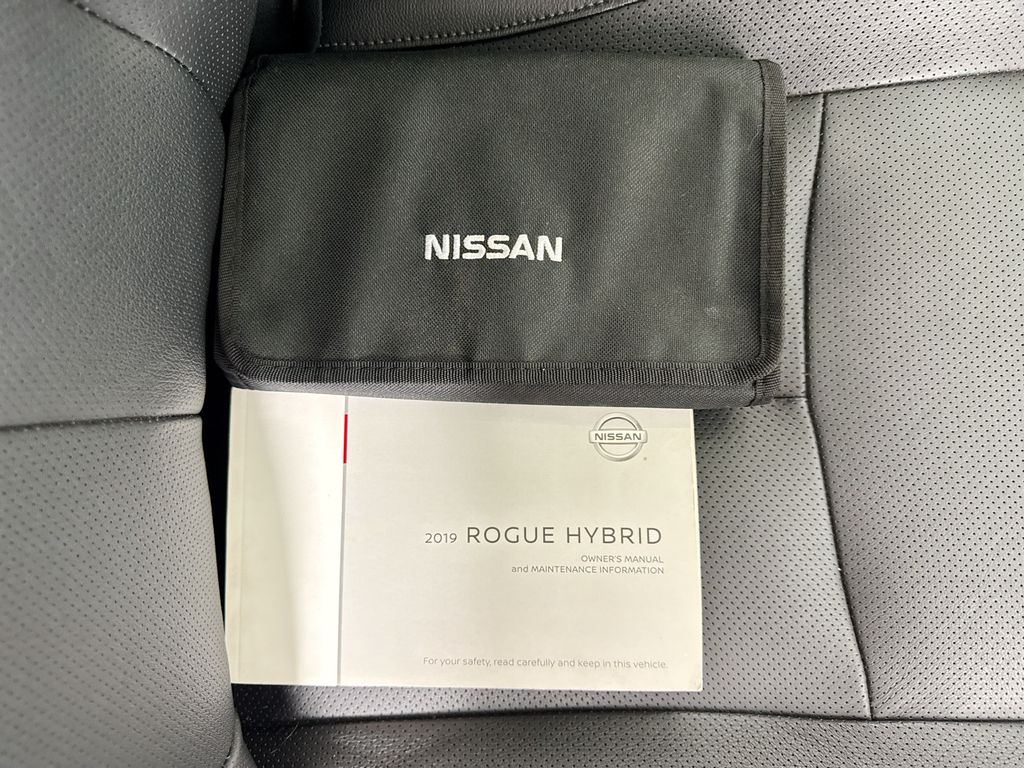 NISSAN
NISSAN
2019 ROGUE HYBRID
OWNER'S MANUAL
and MAINTENANCE INFORMATION
For your safety, read carefully and keep in this vehicle.